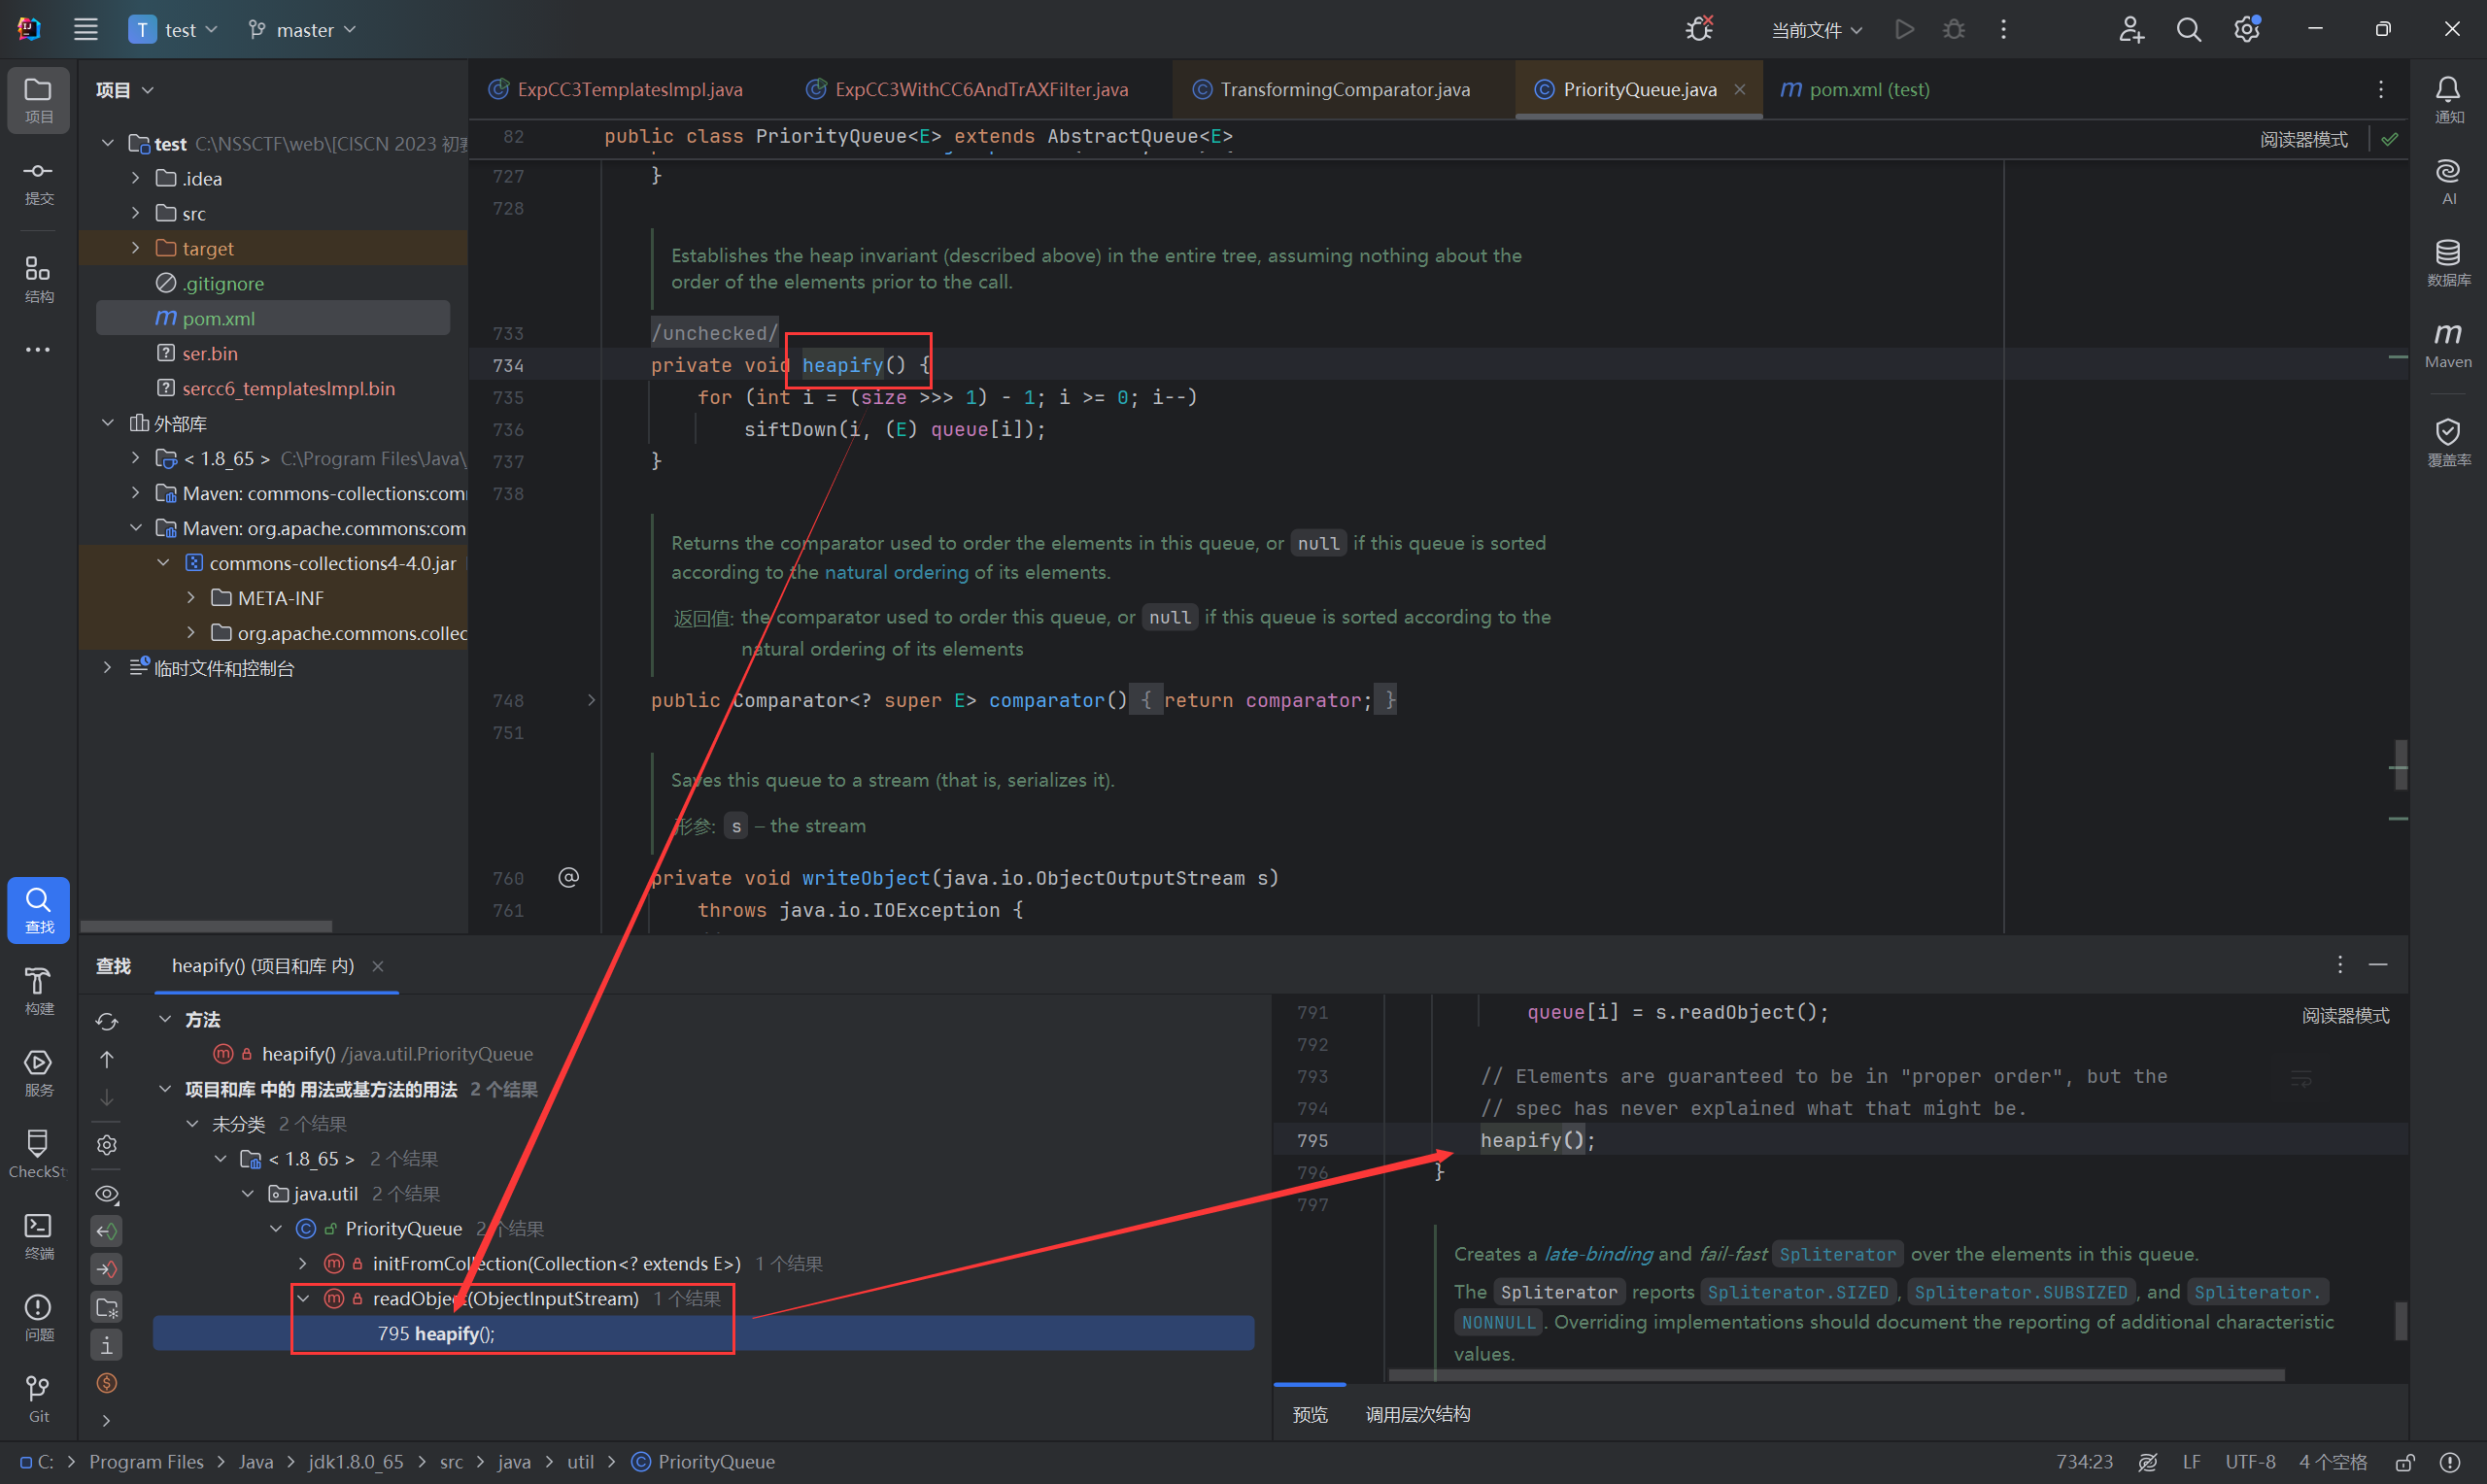 T test master 当前文件
项目
提交
结构
查找
构建
服务
CheckSt
终端
问题
Git
项目
test C:\NSSCTF\web\[CISCN 2023 初赛
.idea
src
target
.gitignore
m pom.xml
ser.bin
sercc6_templatesImpl.bin
外部库
< 1.8_65 > C:\Program Files\Java\
Maven: commons-collections:com
Maven: org.apache.commons:com
commons-collections4-4.0.jar
META-INF
org.apache.commons.collec
临时文件和控制台
ExpCC3TemplatesImpl.java ExpCC3WithCC6AndTrAXFilter.java TransformingComparator.java PriorityQueue.java m pom.xml (test)
82 public class PriorityQueue<E> extends AbstractQueue<E>
阅读器模式
727 }
728
Establishes the heap invariant (described above) in the entire tree, assuming nothing about the
order of the elements prior to the call.
733 /unchecked/
734 private void heapify() {
735 for (int i = (size >>> 1) - 1; i >= 0; i--)
736 siftDown(i, (E) queue[i]);
737 }
738
Returns the comparator used to order the elements in this queue, or null if this queue is sorted
according to the natural ordering of its elements.
返回值: the comparator used to order this queue, or null if this queue is sorted according to the
natural ordering of its elements
748 public Comparator<? super E> comparator() { return comparator; }
751
Saves this queue to a stream (that is, serializes it).
形参: s – the stream
760 @ private void writeObject(java.io.ObjectOutputStream s)
761 throws java.io.IOException {
通知
AI
数据库
m
Maven
覆盖率
查找 heapify() (项目和库 内)
方法
heapify() /java.util.PriorityQueue
项目和库 中的 用法或基方法的用法 2 个结果
未分类 2 个结果
< 1.8_65 > 2 个结果
java.util 2 个结果
PriorityQueue 2 个结果
initFromCollection(Collection<? extends E>) 1 个结果
readObject(ObjectInputStream) 1 个结果
795 heapify();
791 queue[i] = s.readObject();
阅读器模式
792
793 // Elements are guaranteed to be in "proper order", but the
794 // spec has never explained what that might be.
795 heapify();
796 }
797
Creates a late-binding and fail-fast Spliterator over the elements in this queue.
The Spliterator reports Spliterator.SIZED, Spliterator.SUBSIZED, and Spliterator.
NONNULL. Overriding implementations should document the reporting of additional characteristic
values.
预览 调用层次结构
C: > Program Files > Java > jdk1.8.0_65 > src > java > util > PriorityQueue
734:23 LF UTF-8 4 个空格